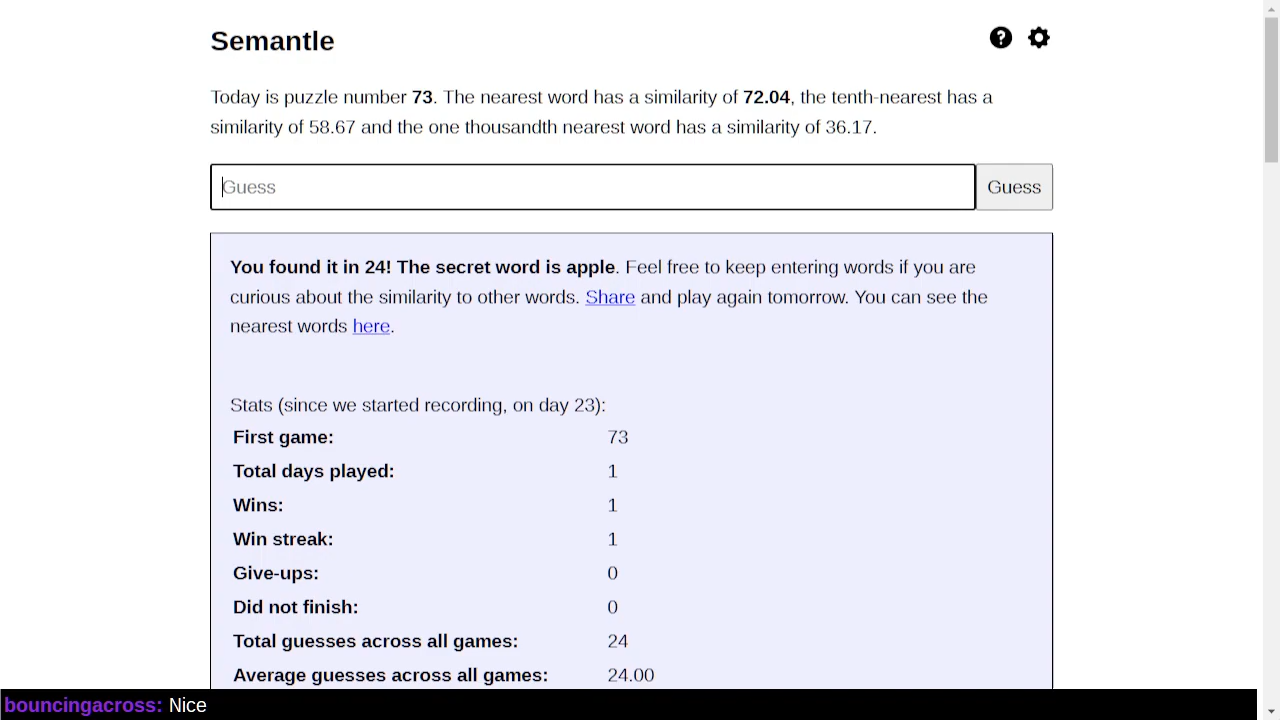 Semantle
Today is puzzle number 73. The nearest word has a similarity of 72.04, the tenth-nearest has a
similarity of 58.67 and the one thousandth nearest word has a similarity of 36.17.
Guess Guess
You found it in 24! The secret word is apple. Feel free to keep entering words if you are
curious about the similarity to other words. Share and play again tomorrow. You can see the
nearest words here.
Stats (since we started recording, on day 23):
First game: 73
Total days played: 1
Wins: 1
Win streak: 1
Give-ups: 0
Did not finish: 0
Total guesses across all games: 24
Average guesses across all games: 24.00
bouncingacross: Nice